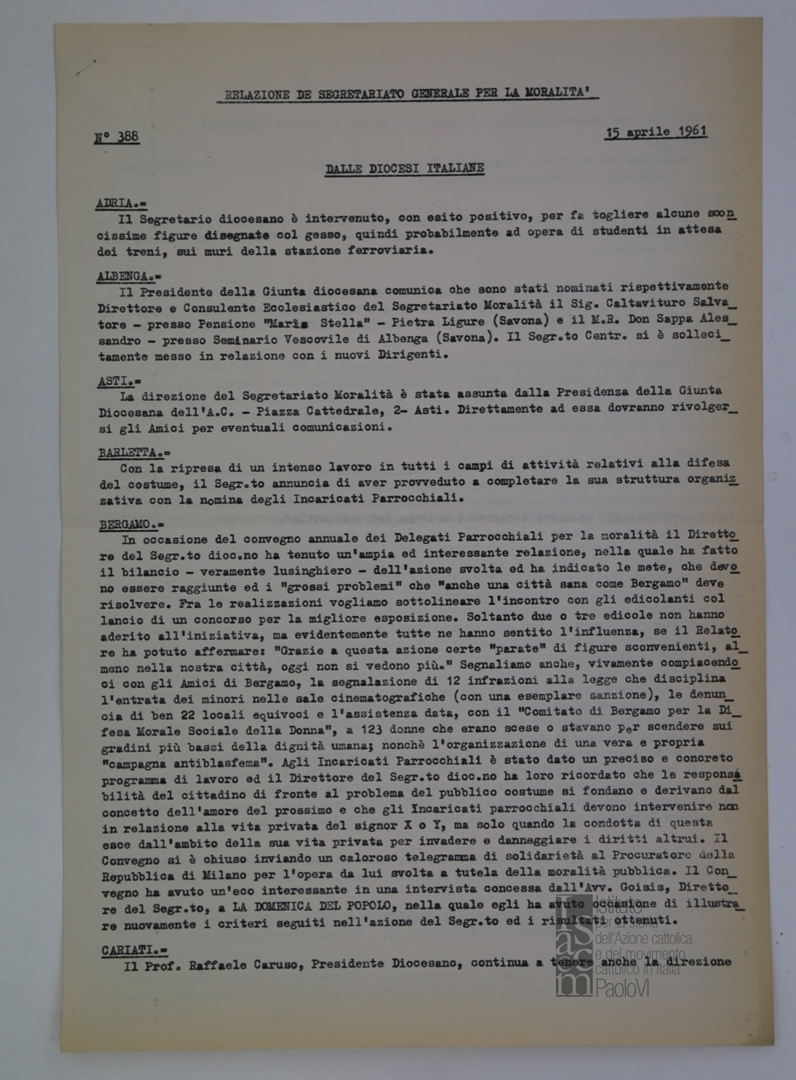 RELAZIONE DE SEGRETARIATO GENERALE PER LA MORALITA'
N° 388
15 aprile 1961
DALLE DIOCESI ITALIANE
ADRIA.=
Il Segretario diocesano è intervenuto, con esito positivo, per fa togliere alcune scon_
cissime figure disegnate col gesso, quindi probabilmente ad opera di studenti in attesa
dei treni, sui muri della stazione ferroviaria.
ALBENGA.=
Il Presidente della Giunta diocesana comunica che sono stati nominati rispettivamente
Direttore e Consulente Ecclesiastico del Segretariato Moralità il Sig. Caltavituro Salva_
tore - presso Pensione "Maris Stella" - Pietra Ligure (Savona) e il M.R. Don Sappa Ales_
sandro - presso Seminario Vescovile di Albenga (Savona). Il Segr.to Centr. si è solleci_
tamente messo in relazione con i nuovi Dirigenti.
ASTI.=
La direzione del Segretariato Moralità è stata assunta dalla Presidenza della Giunta
Diocesana dell'A.C. - Piazza Cattedrale, 2- Asti. Direttamente ad essa dovranno rivolger_
si gli Amici per eventuali comunicazioni.
BARLETTA.=
Con la ripresa di un intenso lavoro in tutti i campi di attività relativi alla difesa
del costume, il Segr.to annuncia di aver provveduto a completare la sua struttura organiz_
zativa con la nomina degli Incaricati Parrocchiali.
BERGAMO.=
In occasione del convegno annuale dei Delegati Parrocchiali per la moralità il Diretto_
re del Segr.to dioc.no ha tenuto un'ampia ed interessante relazione, nella quale ha fatto
il bilancio - veramente lusinghiero - dell'azione svolta ed ha indicato le mete, che devo_
no essere raggiunte ed i "grossi problemi" che "anche una città sana come Bergamo" deve
risolvere. Fra le realizzazioni vogliamo sottolineare l'incontro con gli edicolanti col
lancio di un concorso per la migliore esposizione. Soltanto due o tre edicole non hanno
aderito all'iniziativa, ma evidentemente tutte ne hanno sentito l'influenza, se il Relato_
re ha potuto affermare: "Grazie a questa azione certe "parate" di figure sconvenienti, al_
meno nella nostra città, oggi non si vedono più." Segnaliamo anche, vivamente compiacendo_
ci con gli Amici di Bergamo, la segnalazione di 12 infrazioni alla legge che disciplina
l'entrata dei minori nelle sale cinematografiche (con una esemplare sanzione), le denun_
cia di ben 22 locali equivoci e l'assistenza data, con il "Comitato di Bergamo per la Di_
fesa Morale Sociale della Donna", a 123 donne che erano scese o stavano per scendere sui
gradini più bassi della dignità umana; nonchè l'organizzazione di una vera e propria
"campagna antiblasfema". Agli Incaricati Parrocchiali è stato dato un preciso e concreto
programma di lavoro ed il Direttore del Segr.to dioc.no ha loro ricordato che le responsa_
bilità del cittadino di fronte al problema del pubblico costume si fondano e derivano dal
concetto dell'amore del prossimo e che gli Incaricati parrocchiali devono intervenire non
in relazione alla vita privata del signor X o Y, ma solo quando la condotta di questa
esce dall'ambito della sua vita privata per invadere e danneggiare i diritti altrui. Il
Convegno si è chiuso inviando un caloroso telegramma di solidarietà al Procuratore della
Repubblica di Milano per l'opera da lui svolta a tutela della moralità pubblica. Il Con_
vegno ha avuto un'eco interessante in una intervista concessa dall'Avv. Goisis, Diretto_
re del Segr.to, a LA DOMENICA DEL POPOLO, nella quale egli ha avuto occasione di illustra_
re nuovamente i criteri seguiti nell'azione del Segr.to ed i risultati ottenuti.
CARIATI.=
Il Prof. Raffaele Caruso, Presidente Diocesano, continua a tenere anche la direzione
Istituto
per la storia
dell'Azione cattolica
e del movimento
cattolico in Italia
PaoloVI